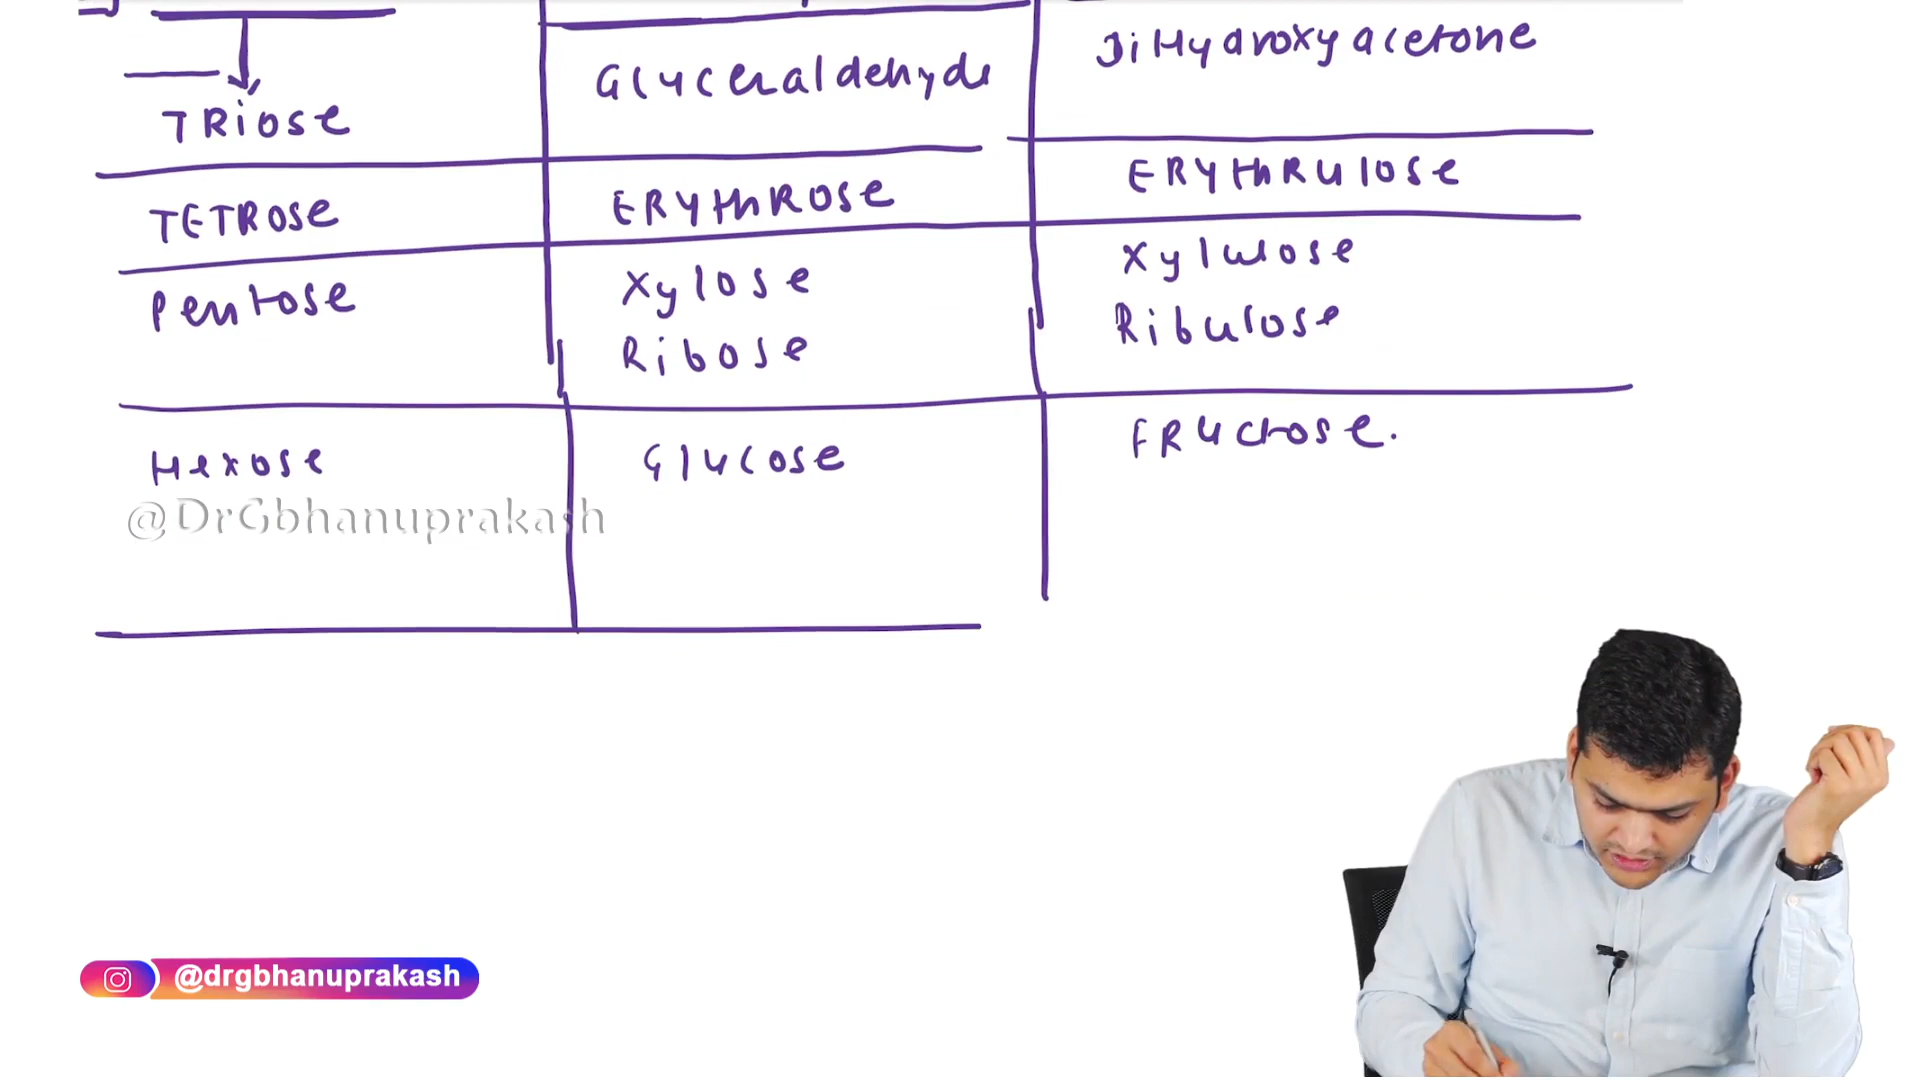 DiHydroxyacetone
Glyceraldehyde
TRiose
ERythRulose
ERythRose
TETROSE
Xylulose
Xylose
Pentose
Ribulose
Ribose
FRuctose.
Hexose
Glucose
@DrGbhanuprakash
@drgbhanuprakash